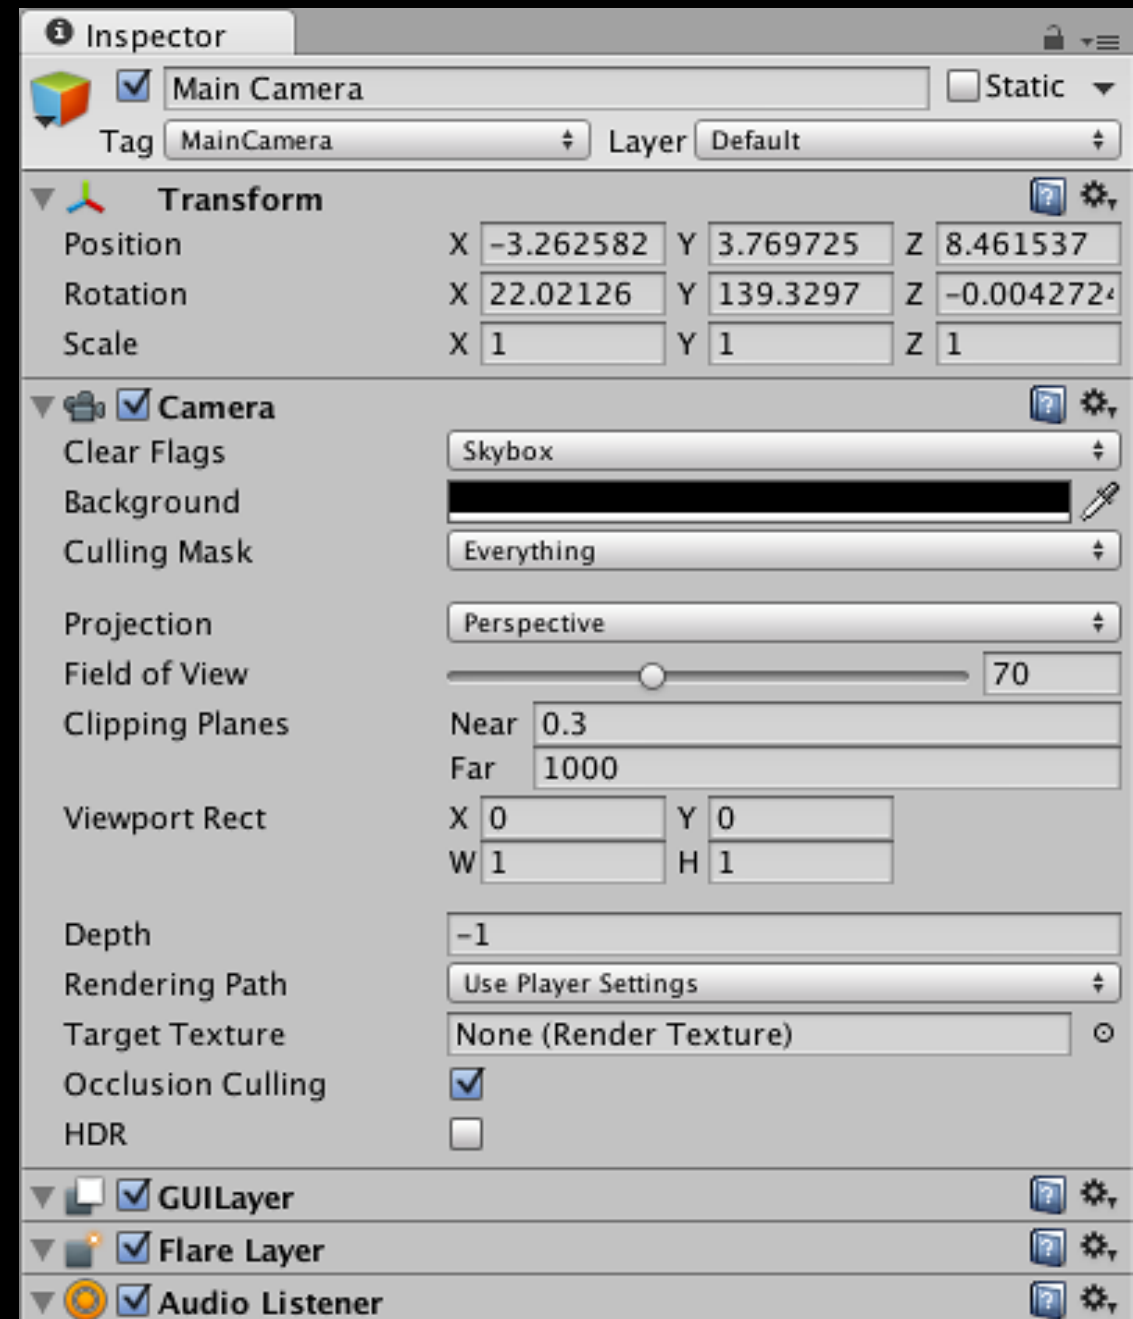 Inspector
Main Camera Static
Tag MainCamera Layer Default
Transform
Position X -3.262582 Y 3.769725 Z 8.461537
Rotation X 22.02126 Y 139.3297 Z -0.0042724
Scale X 1 Y 1 Z 1
Camera
Clear Flags Skybox
Background
Culling Mask Everything
Projection Perspective
Field of View 70
Clipping Planes Near 0.3
Far 1000
Viewport Rect X 0 Y 0
W 1 H 1
Depth -1
Rendering Path Use Player Settings
Target Texture None (Render Texture)
Occlusion Culling
HDR
GUILayer
Flare Layer
Audio Listener